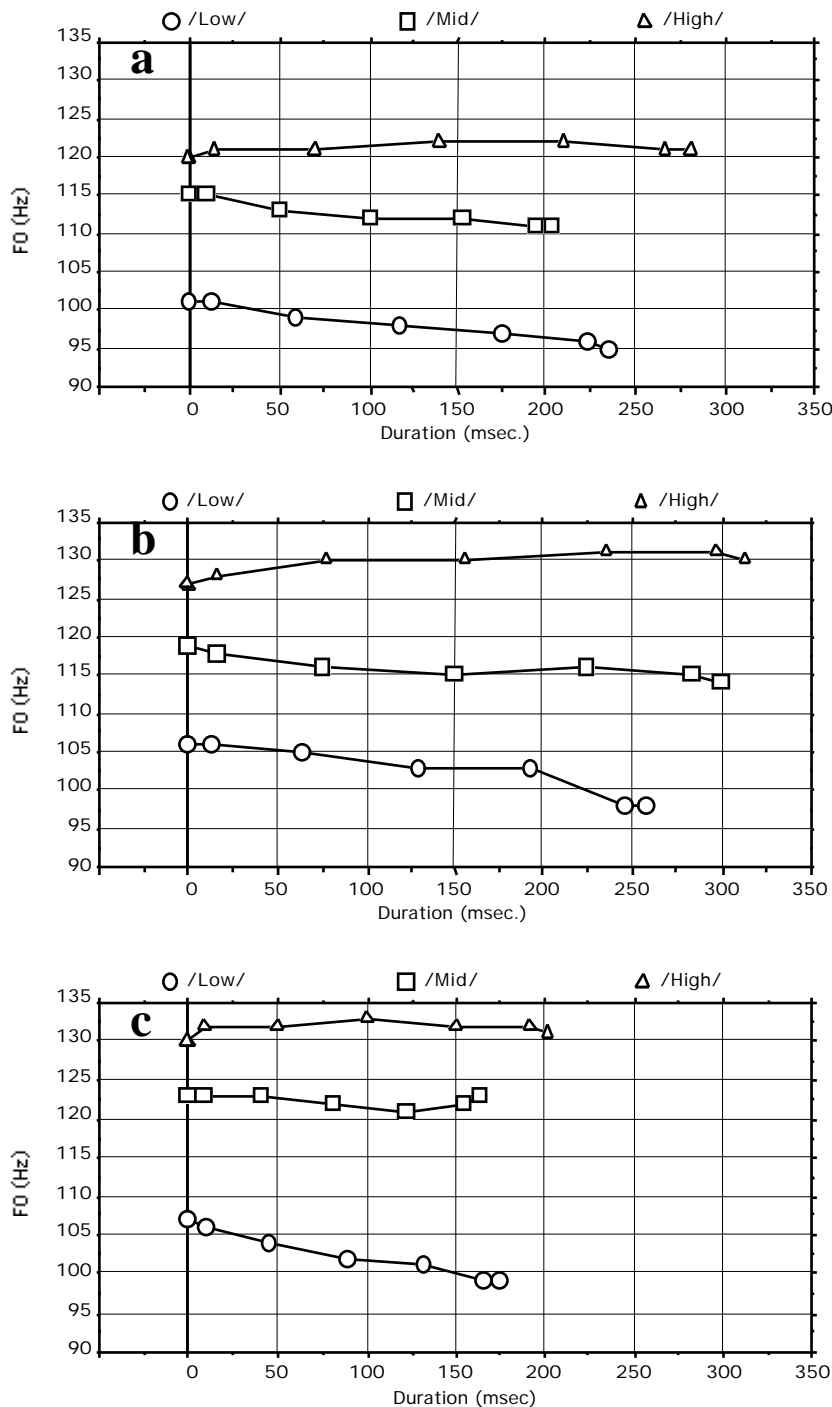 /Low/ /Mid/ /High/
a
135
130
125
120
115
110
105
100
95
90
F0 (Hz)
0 50 100 150 200 250 300 350
Duration (msec.)
/Low/ /Mid/ /High/
b
135
130
125
120
115
110
105
100
95
90
F0 (Hz)
0 50 100 150 200 250 300 350
Duration (msec.)
/Low/ /Mid/ /High/
c
135
130
125
120
115
110
105
100
95
90
F0 (Hz)
0 50 100 150 200 250 300 350
Duration (msec)